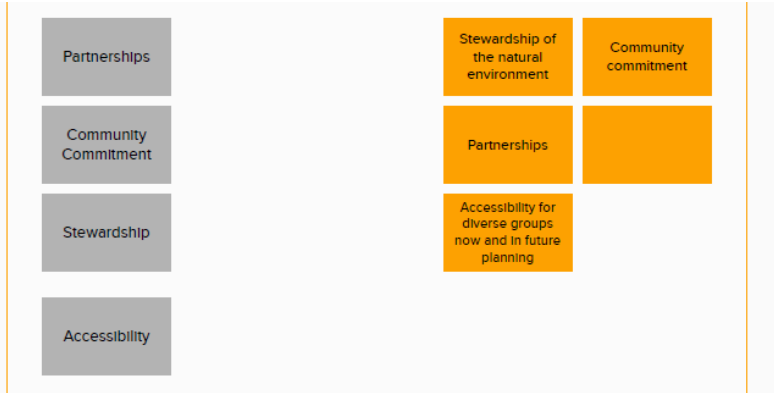 Partnerships
Community
Commitment
Stewardship
Accessibility
Stewardship of
the natural
environment
Community
commitment
Partnerships
Accessibility for
diverse groups
now and in future
planning